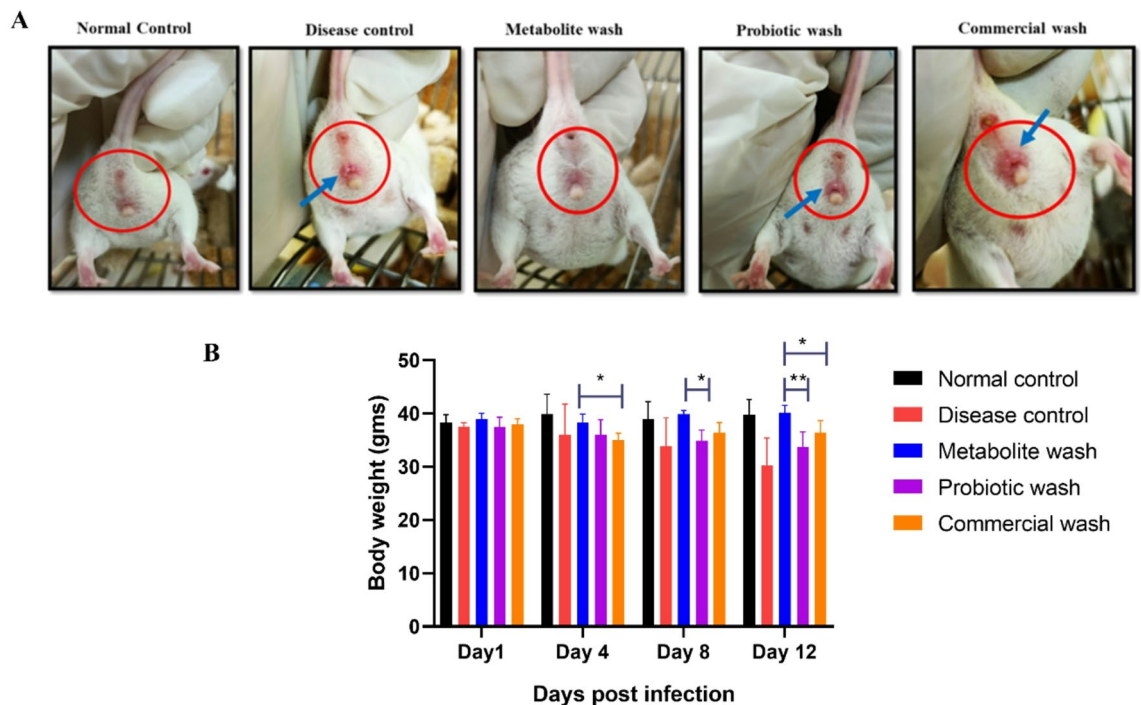 A
Normal Control
Disease control
Metabolite wash
Probiotic wash
Commercial wash
B
50
40
30
20
10
0
Body weight (gms)
*
*
**
*
Day1
Day 4
Day 8
Day 12
Days post infection
Normal control
Disease control
Metabolite wash
Probiotic wash
Commercial wash